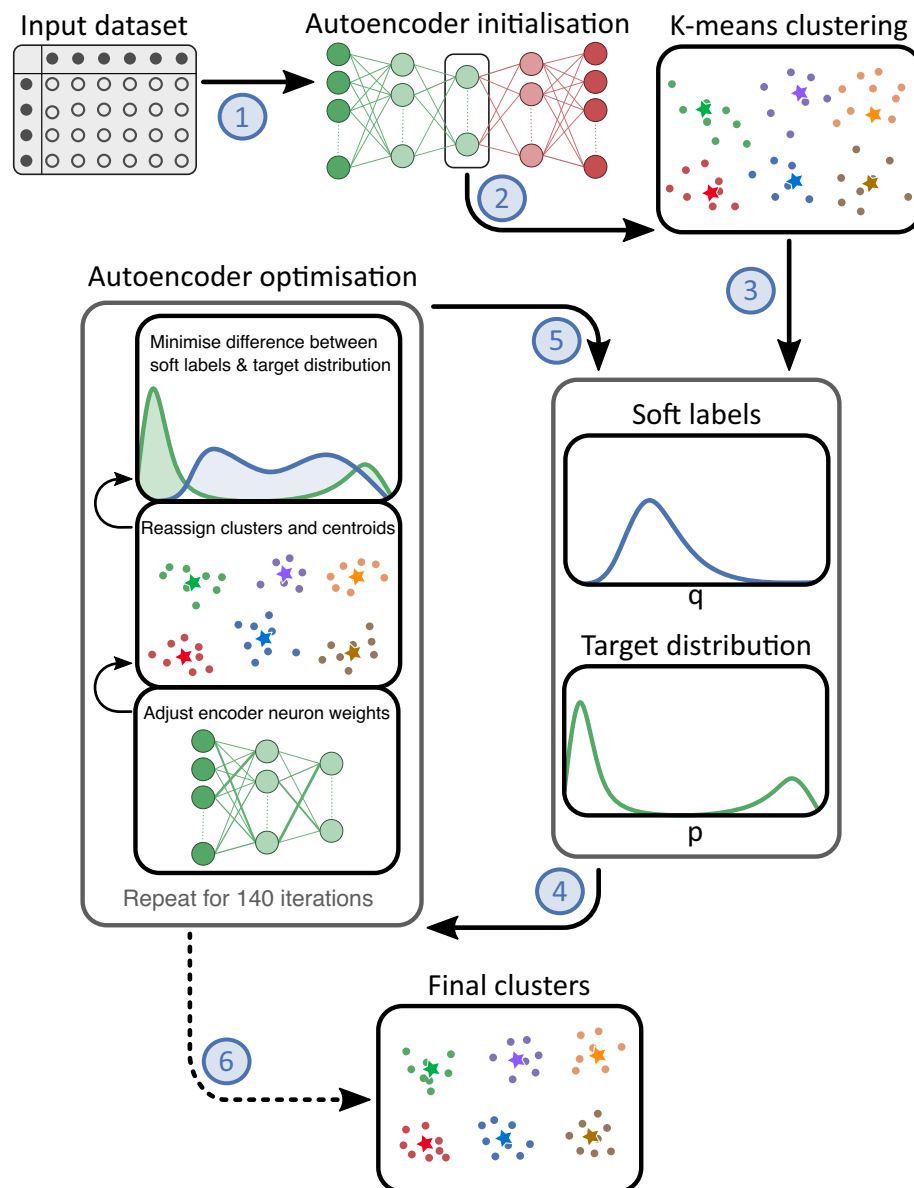 Input dataset
Autoencoder initialisation
K-means clustering
1
2
3
Autoencoder optimisation
Minimise difference between
soft labels & target distribution
Reassign clusters and centroids
Adjust encoder neuron weights
Repeat for 140 iterations
5
Soft labels
q
Target distribution
p
4
6
Final clusters